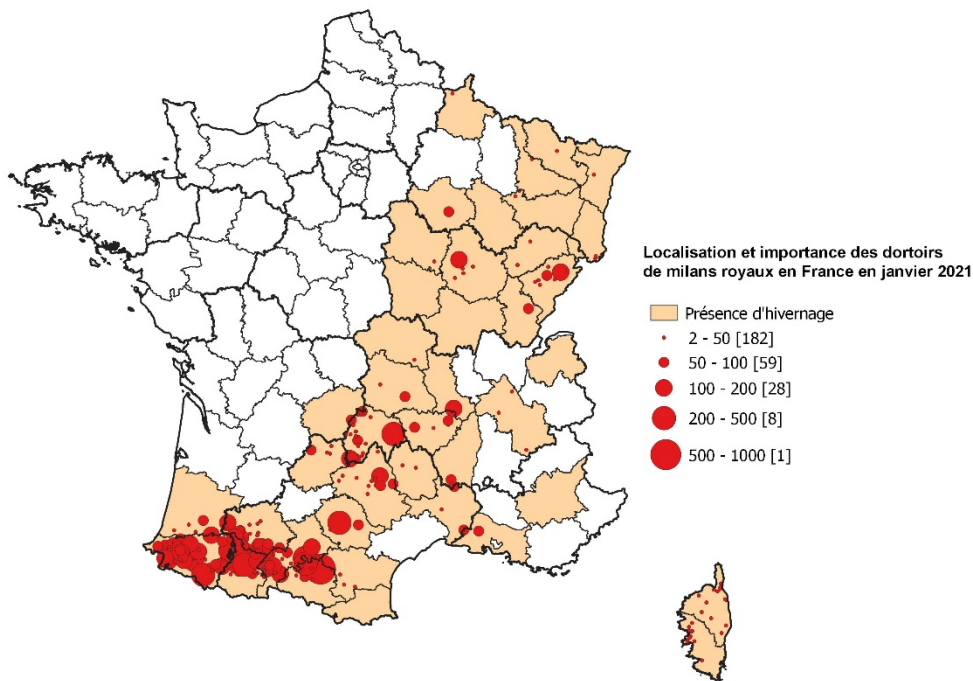 Localisation et importance des dortoirs
de milans royaux en France en janvier 2021
Présence d'hivernage
2 - 50 [182]
50 - 100 [59]
100 - 200 [28]
200 - 500 [8]
500 - 1000 [1]